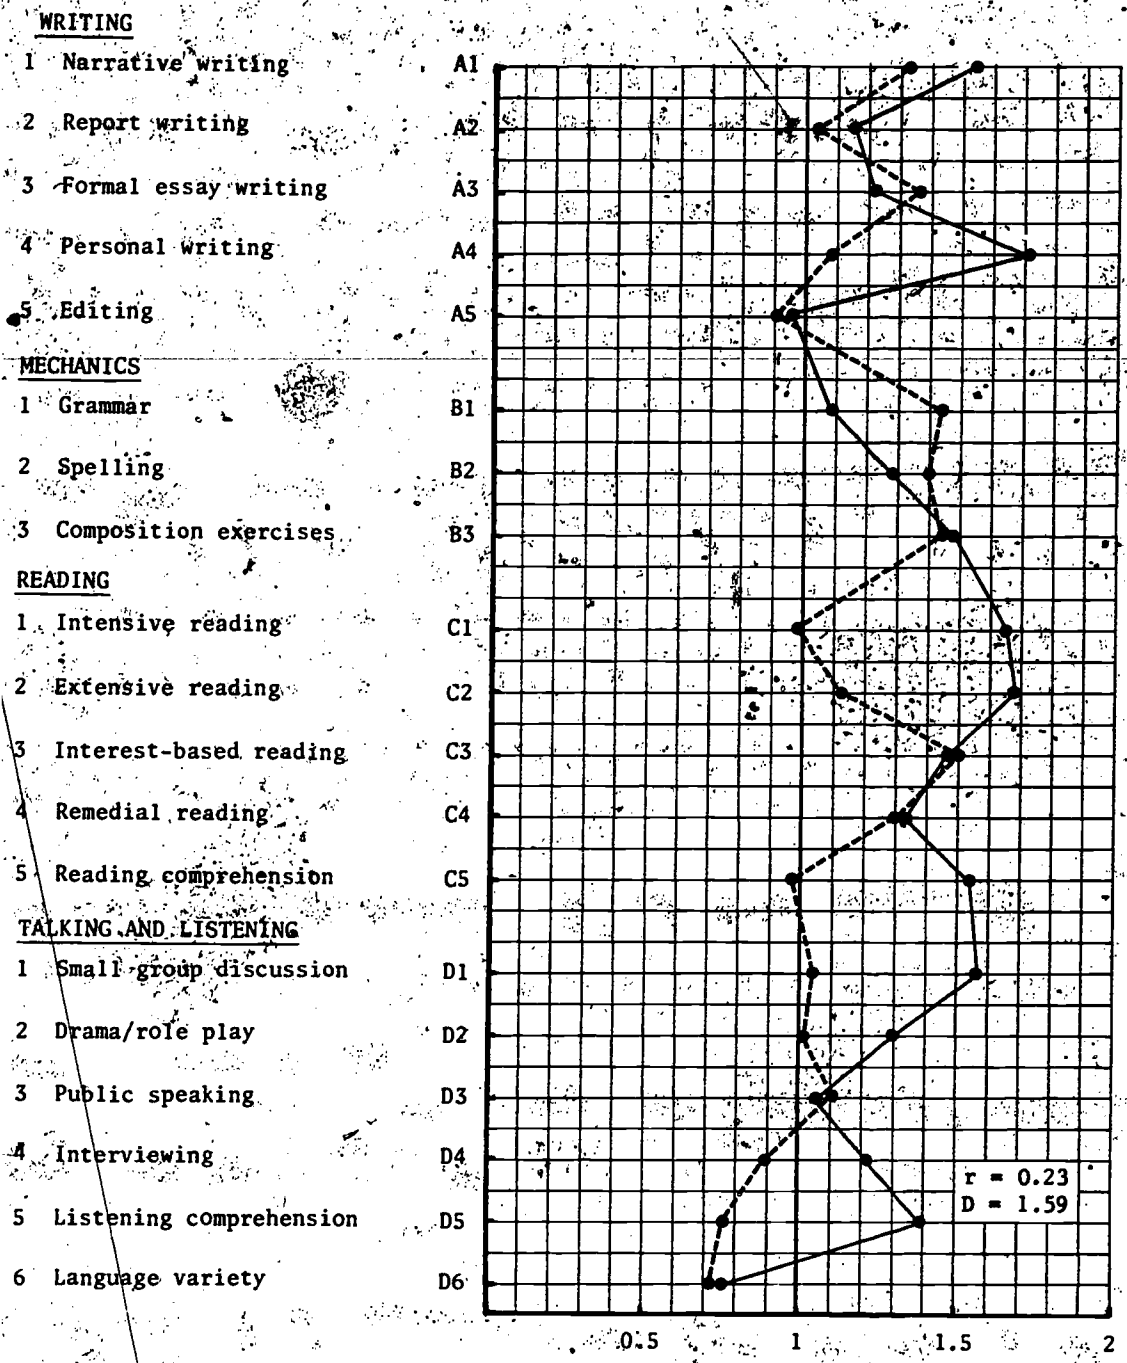 WRITING
1 Narrative writing A1
2 Report writing A2
3 Formal essay writing A3
4 Personal writing A4
5 Editing A5
MECHANICS
1 Grammar B1
2 Spelling B2
3 Composition exercises B3
READING
1 Intensive reading C1
2 Extensive reading C2
3 Interest-based reading C3
4 Remedial reading C4
5 Reading comprehension C5
TALKING AND LISTENING
1 Small group discussion D1
2 Drama/role play D2
3 Public speaking D3
4 Interviewing D4
r = 0.23
D = 1.59
5 Listening comprehension D5
6 Language variety D6
0.5 1 1.5 2